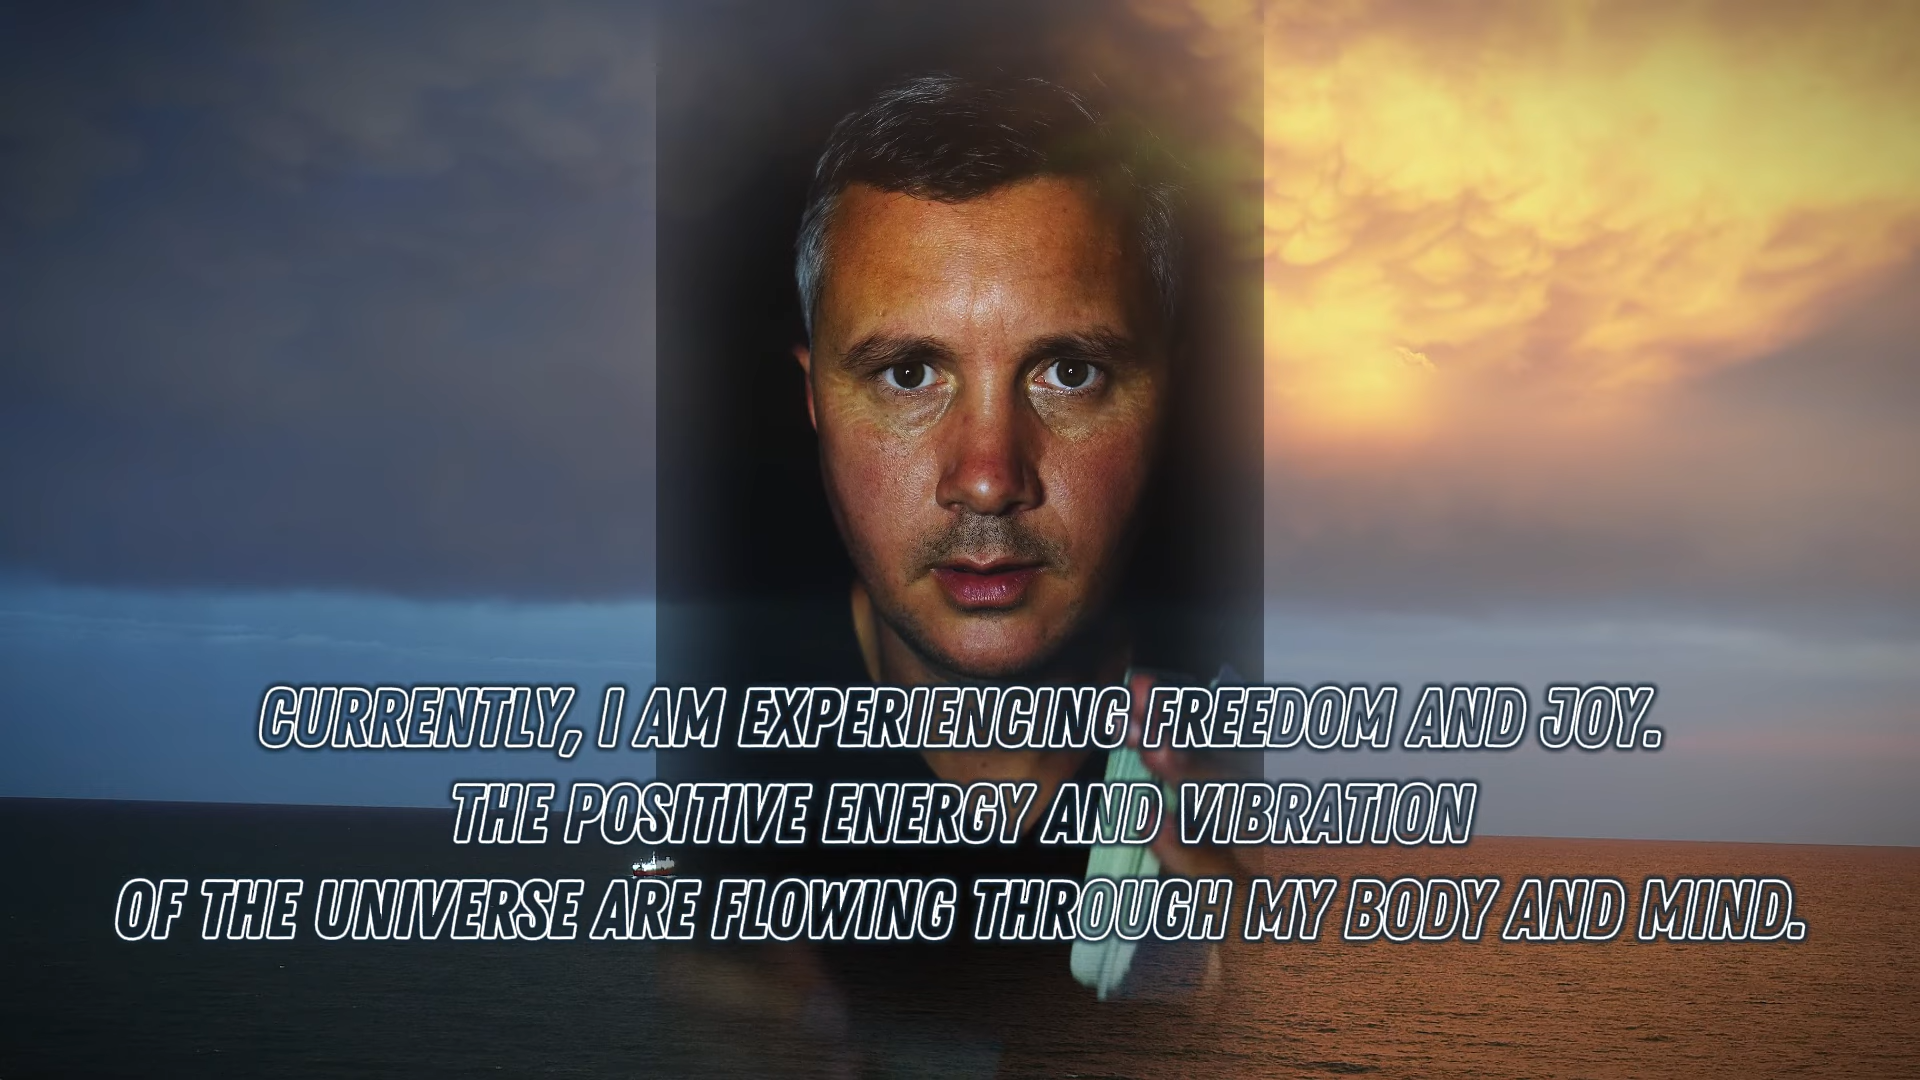 CURRENTLY, I AM EXPERIENCING FREEDOM AND JOY.
THE POSITIVE ENERGY AND VIBRATION
OF THE UNIVERSE ARE FLOWING THROUGH MY BODY AND MIND.